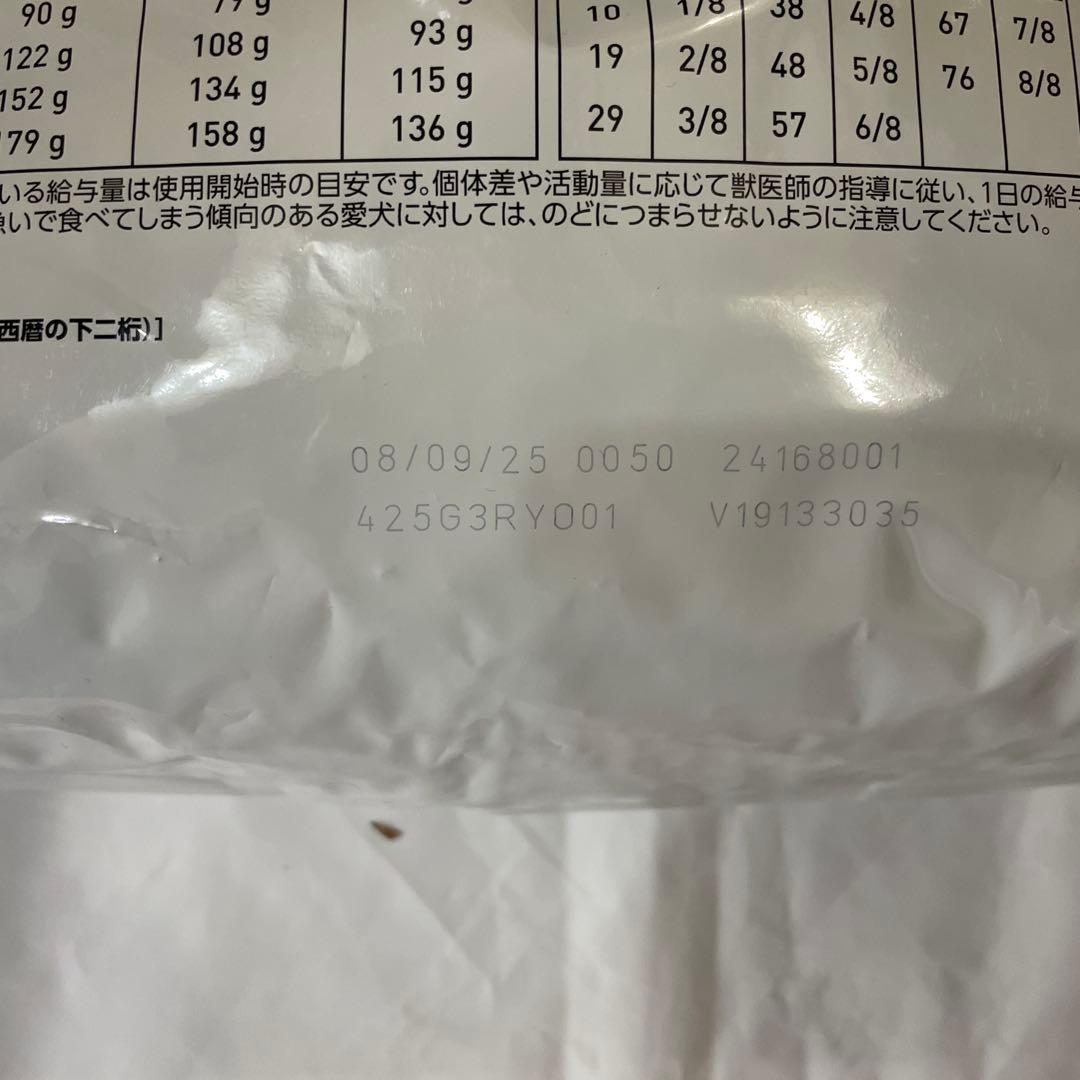 90 g
108 g
93 g
122 g
134 g
115 g
152 g
158 g
136 g
79 g
10 1/8 38 4/8 67 7/8
19 2/8 48 5/8 76 8/8
29 3/8 57 6/8
いる給与量は使用開始時の目安です。個体差や活動量に応じて獣医師の指導に従い、1日の給与
いで食べてしまう傾向のある愛犬に対しては、のどにつまらせないように注意してください。
西暦の下二桁)]
08/09/25 0050 24168001
425G3RYO01 V19133035